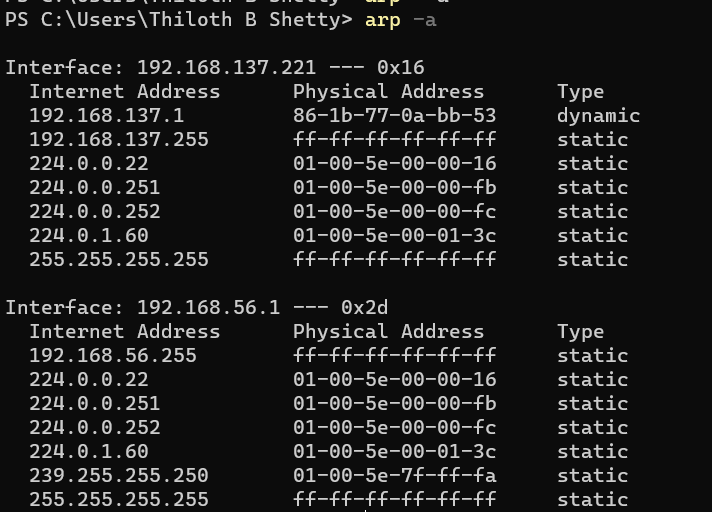 PS C:\Users\Thiloth B Shetty> arp -a
Interface: 192.168.137.221 --- 0x16
Internet Address Physical Address Type
192.168.137.1 86-1b-77-0a-bb-53 dynamic
192.168.137.255 ff-ff-ff-ff-ff-ff static
224.0.0.22 01-00-5e-00-00-16 static
224.0.0.251 01-00-5e-00-00-fb static
224.0.0.252 01-00-5e-00-00-fc static
224.0.1.60 01-00-5e-00-01-3c static
255.255.255.255 ff-ff-ff-ff-ff-ff static
Interface: 192.168.56.1 --- 0x2d
Internet Address Physical Address Type
192.168.56.255 ff-ff-ff-ff-ff-ff static
224.0.0.22 01-00-5e-00-00-16 static
224.0.0.251 01-00-5e-00-00-fb static
224.0.0.252 01-00-5e-00-00-fc static
224.0.1.60 01-00-5e-00-01-3c static
239.255.255.250 01-00-5e-7f-ff-fa static
255.255.255.255 ff-ff-ff-ff-ff-ff static